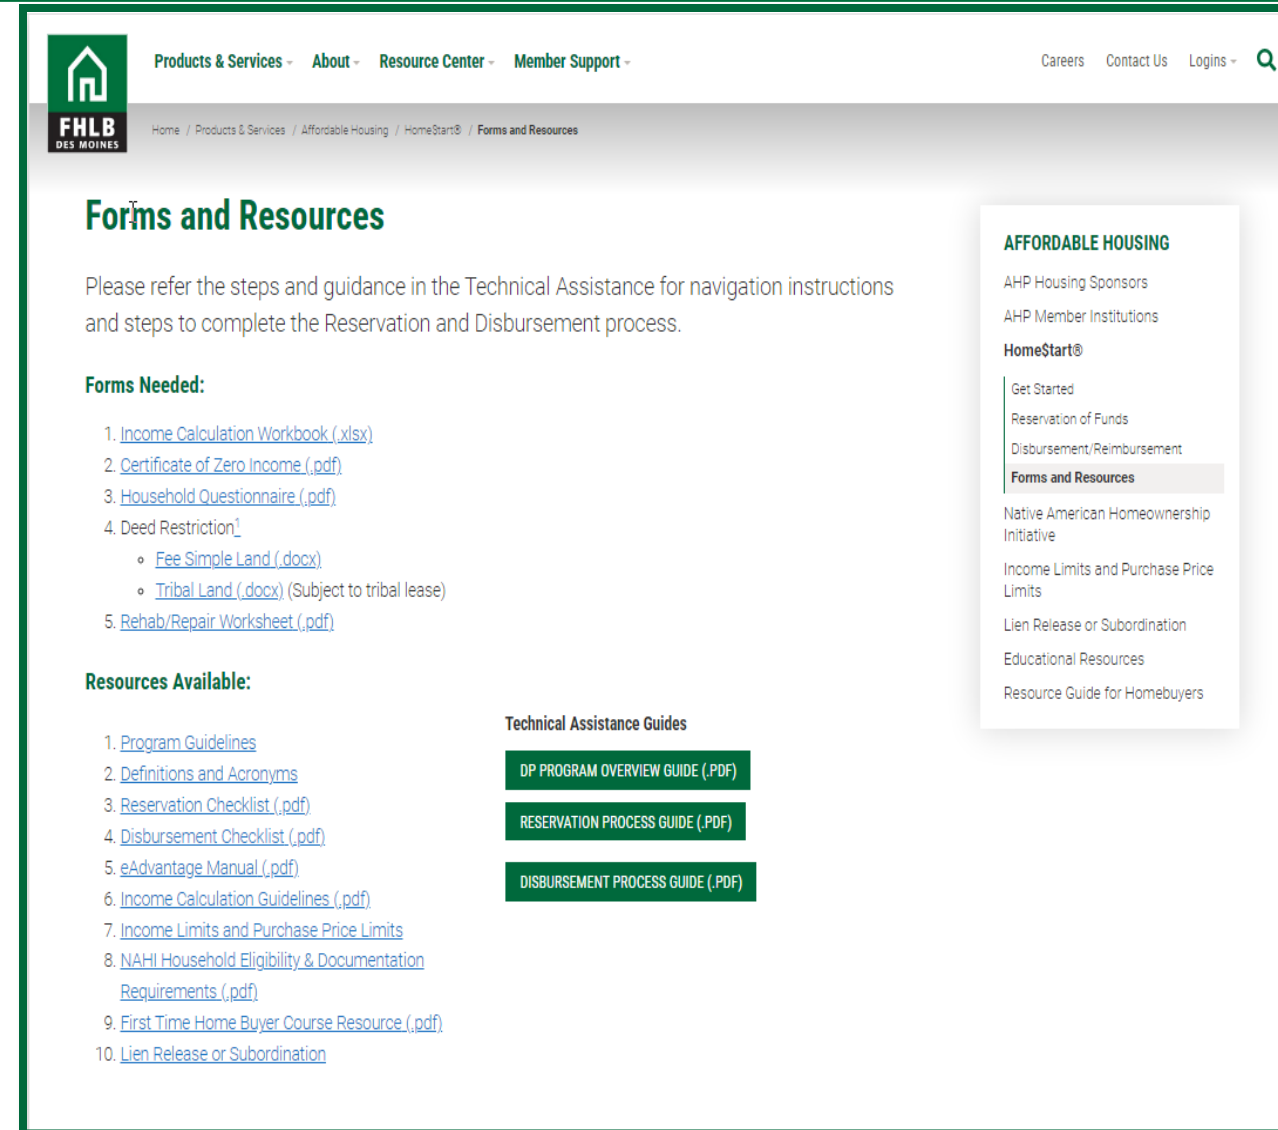 Products & Services
About
Resource Center
Member Support
Careers
Contact Us
Logins
FHLB
DES MOINES
Home / Products & Services / Affordable Housing / Home$tart® / Forms and Resources
Forms and Resources
Please refer the steps and guidance in the Technical Assistance for navigation instructions
and steps to complete the Reservation and Disbursement process.
Forms Needed:
1. Income Calculation Workbook (.xlsx)
2. Certificate of Zero Income (.pdf)
3. Household Questionnaire (.pdf)
4. Deed Restriction1
Fee Simple Land (.docx)
Tribal Land (.docx) (Subject to tribal lease)
5. Rehab/Repair Worksheet (.pdf)
Resources Available:
1. Program Guidelines
2. Definitions and Acronyms
3. Reservation Checklist (.pdf)
4. Disbursement Checklist (.pdf)
5. eAdvantage Manual (.pdf)
6. Income Calculation Guidelines (.pdf)
7. Income Limits and Purchase Price Limits
8. NAHI Household Eligibility & Documentation
Requirements (.pdf)
9. First Time Home Buyer Course Resource (.pdf)
10. Lien Release or Subordination
Technical Assistance Guides
DP PROGRAM OVERVIEW GUIDE (.PDF)
RESERVATION PROCESS GUIDE (.PDF)
DISBURSEMENT PROCESS GUIDE (.PDF)
AFFORDABLE HOUSING
AHP Housing Sponsors
AHP Member Institutions
Home$tart®
Get Started
Reservation of Funds
Disbursement/Reimbursement
Forms and Resources
Native American Homeownership
Initiative
Income Limits and Purchase Price
Limits
Lien Release or Subordination
Educational Resources
Resource Guide for Homebuyers